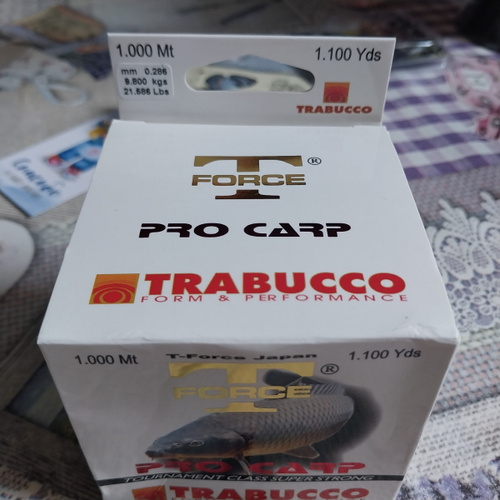 1.000 Mt 1.100 Yds
mm 0.286
9.800 kgs
21.586 Lbs
TRABUCCO
T ®
FORCE
PRO CARP
TRABUCCO
FORM & PERFORMANCE
1.000 Mt T-Force Japan 1.100 Yds
T ®
FORCE
PRO CARP
TOURNAMENT CLASS SUPER STRONG
TRABUCCO